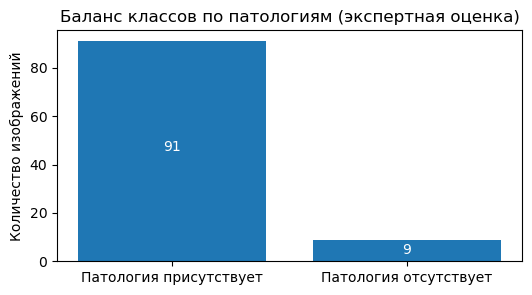 Баланс классов по патологиям (экспертная оценка)
Количество изображений
80
60
40
20
0
91
9
Патология присутствует
Патология отсутствует